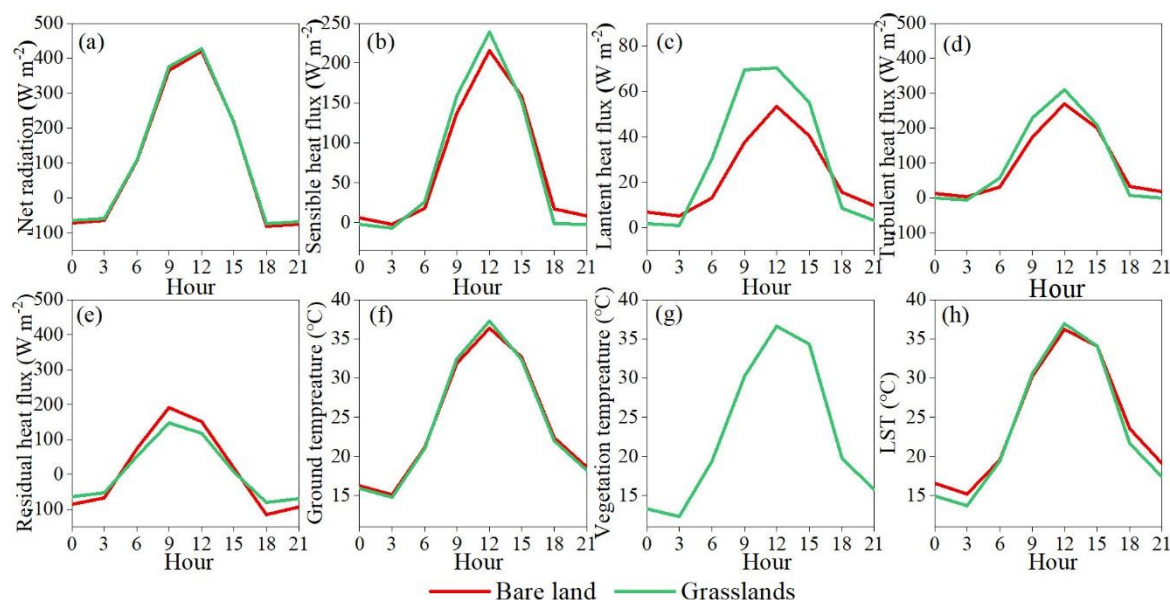 Net radiation (W m-2)
500
400
300
200
100
0
100
(a)
0 3 6 9 12 15 18 21
Hour
Sensible heat flux (W m-2)
250
200
150
100
50
0
(b)
0 3 6 9 12 15 18 21
Hour
Lantent heat flux (W m-2)
80
60
40
20
0
(c)
0 3 6 9 12 15 18 21
Hour
Turbulent heat flux (W m-2)
500
400
300
200
100
0
100
(d)
0 3 6 9 12 15 18 21
Hour
Residual heat flux (W m-2)
500
400
300
200
100
0
100
(e)
0 3 6 9 12 15 18 21
Hour
Ground tempreature (°C)
40
35
30
25
20
15
(f)
0 3 6 9 12 15 18 21
Hour
Vegetation tempreature (°C)
40
35
30
25
20
15
(g)
0 3 6 9 12 15 18 21
Hour
LST (°C)
40
35
30
25
20
15
(h)
0 3 6 9 12 15 18 21
Hour
Bare land Grasslands